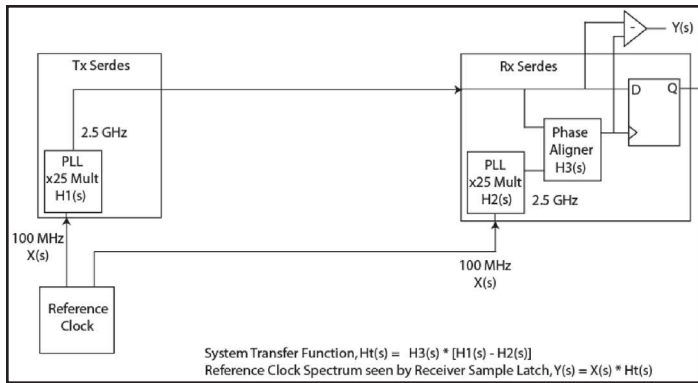 Y(s)
Tx Serdes
Rx Serdes
2.5 GHz
PLL
x25 Mult
H1(s)
D
Q
Phase
Aligner
H3(s)
PLL
x25 Mult
H2(s)
2.5 GHz
100 MHz
X(s)
100 MHz
X(s)
Reference
Clock
System Transfer Function, Ht(s) = H3(s) * [H1(s) - H2(s)]
Reference Clock Spectrum seen by Receiver Sample Latch, Y(s) = X(s) * Ht(s)